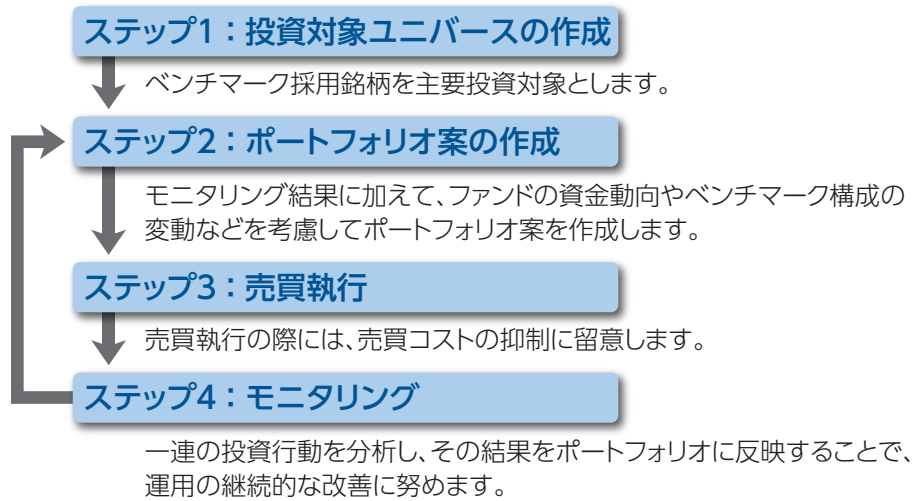 ステップ1：投資対象ユニバースの作成
ベンチマーク採用銘柄を主要投資対象とします。
ステップ2：ポートフォリオ案の作成
モニタリング結果に加えて、ファンドの資金動向やベンチマーク構成の
変動などを考慮してポートフォリオ案を作成します。
ステップ3：売買執行
売買執行の際には、売買コストの抑制に留意します。
ステップ4：モニタリング
一連の投資行動を分析し、その結果をポートフォリオに反映することで、
運用の継続的な改善に努めます。